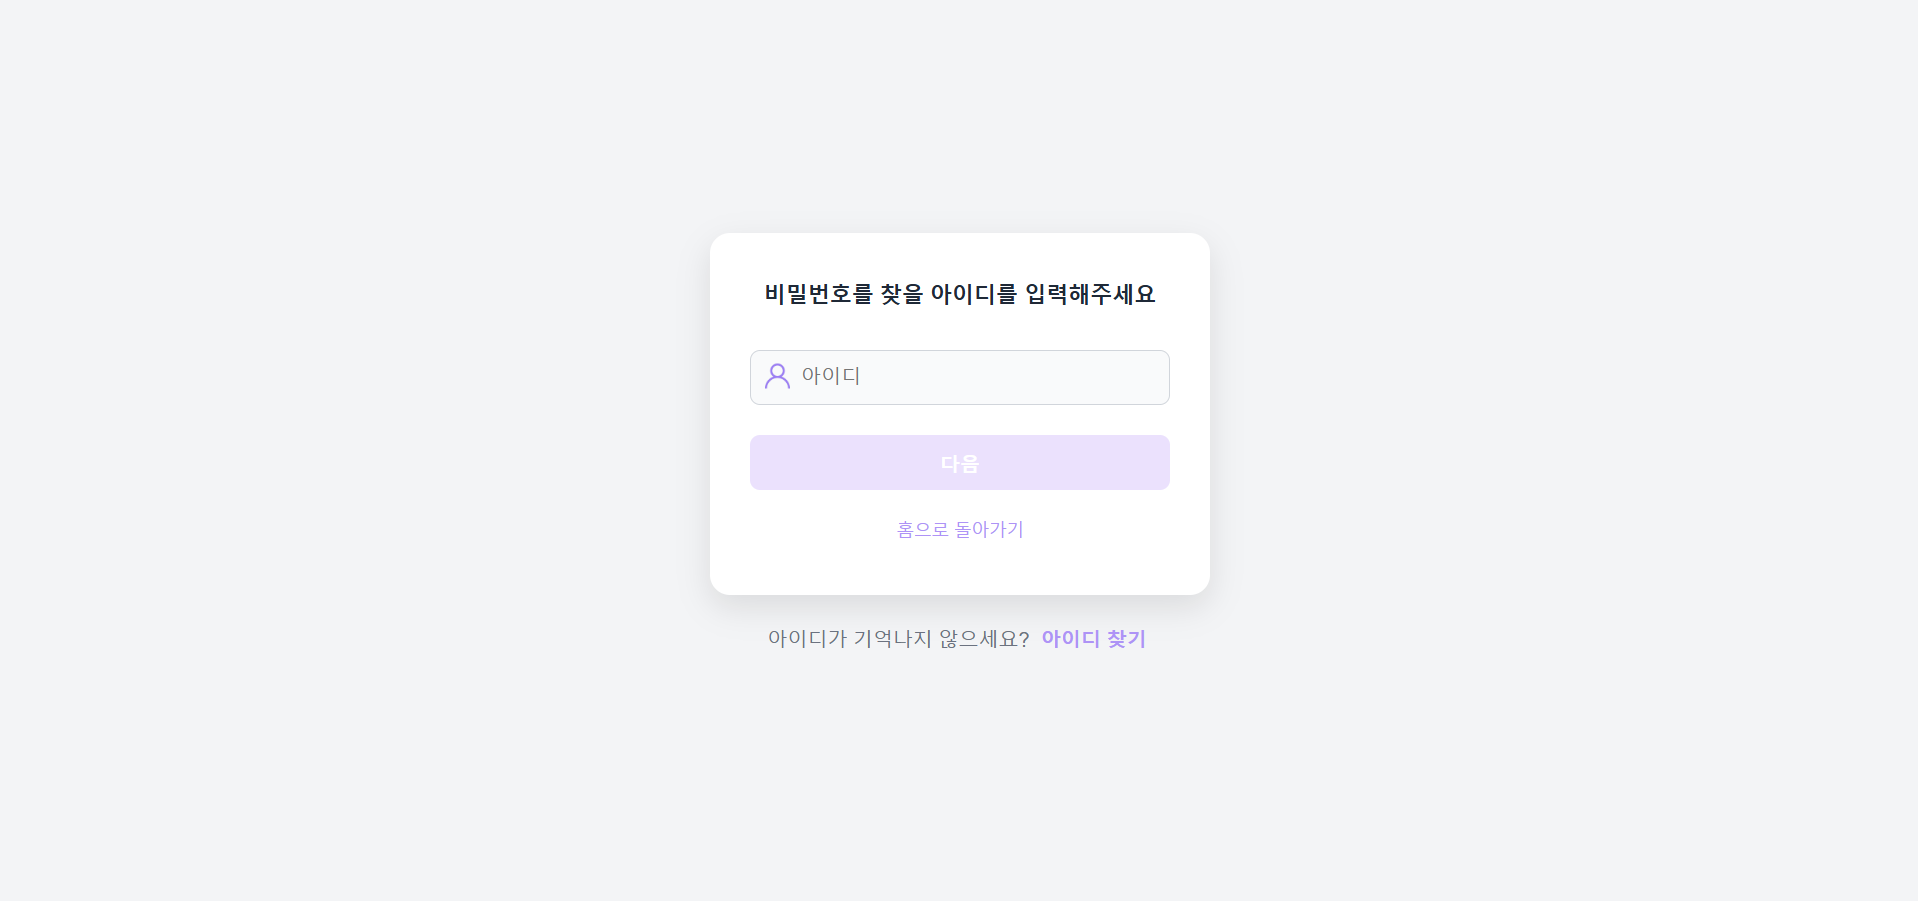 비밀번호를 찾을 아이디를 입력해주세요
아이디
다음
홈으로 돌아가기
아이디가 기억나지 않으세요? 아이디 찾기